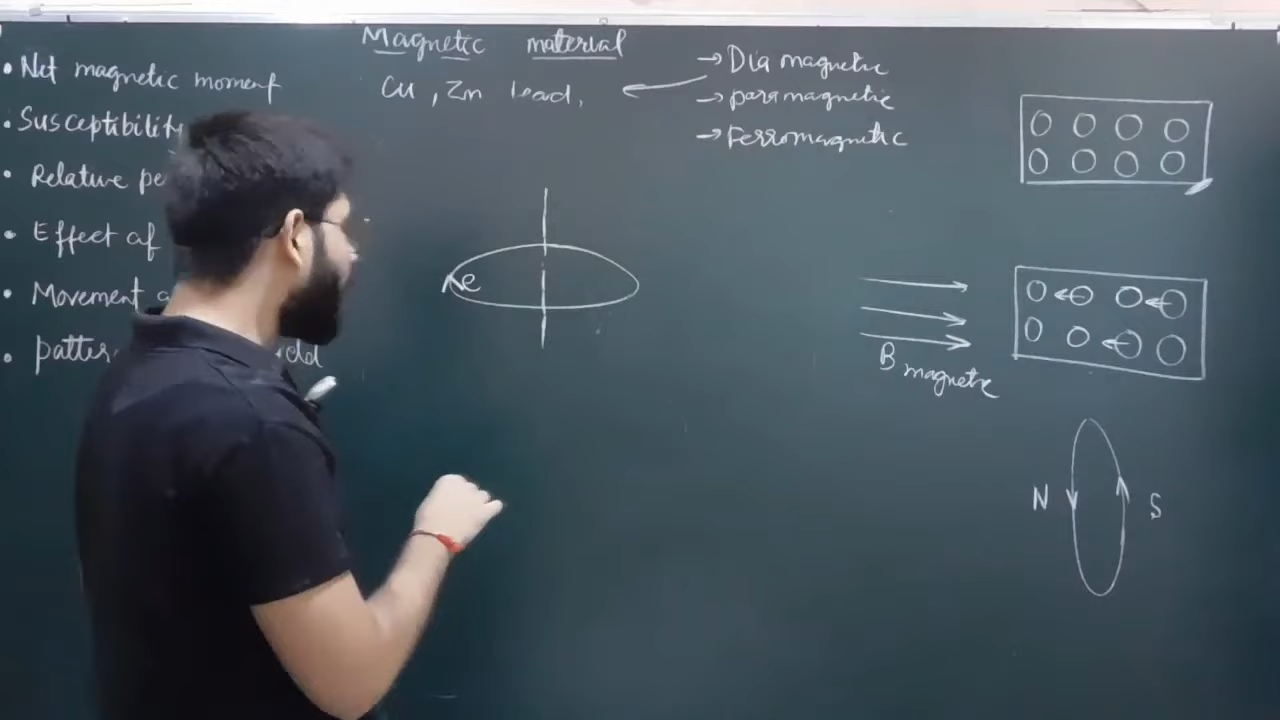 Magnetic material
• Net magnetic moment
• Susceptibility
• Relative pe
• Effect of
• Movement
• patter
Cu, Zn Lead,
→ Dia magnetic
→ paramagnetic
→ Ferromagnetic
B magnetic
N
S